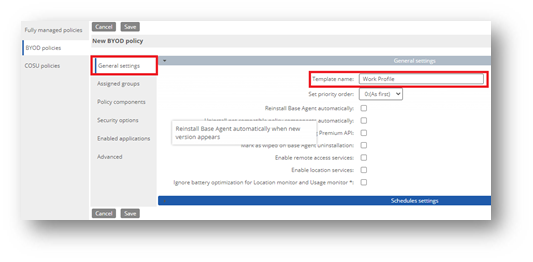 Fully managed policies
BYOD policies
COSU policies
Cancel Save
New BYOD policy
General settings
Assigned groups
Policy components
Security options
Enabled applications
Advanced
General settings
Template name: Work Profile
Set priority order: 0 (As first)
Reinstall Base Agent automatically:
automatically:
Reinstall Base Agent automatically when new
version appears
Premium API:
Mark as wiped on Base Agent uninstallation:
Enable remote access services:
Enable location services:
Ignore battery optimization for Location monitor and Usage monitor *:
Schedules settings
Cancel Save